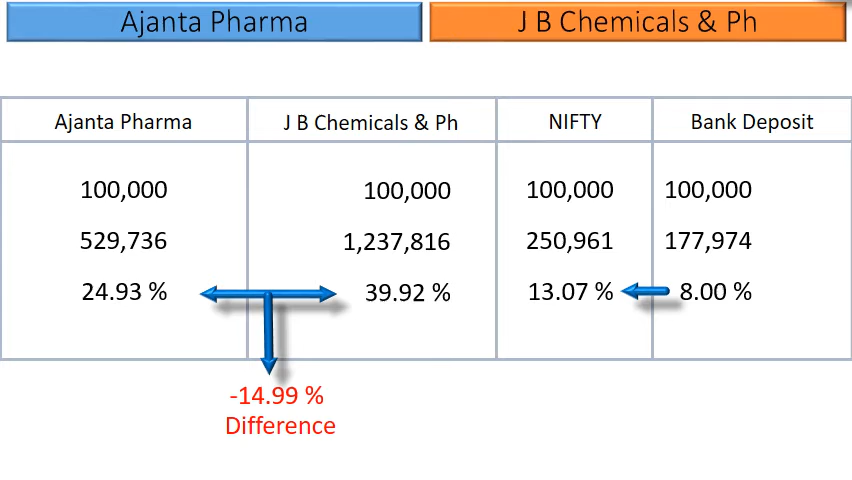 Ajanta Pharma J B Chemicals & Ph
Ajanta Pharma J B Chemicals & Ph NIFTY Bank Deposit
100,000 100,000 100,000 100,000
529,736 1,237,816 250,961 177,974
24.93 % 39.92 % 13.07 % 8.00 %
-14.99 %
Difference